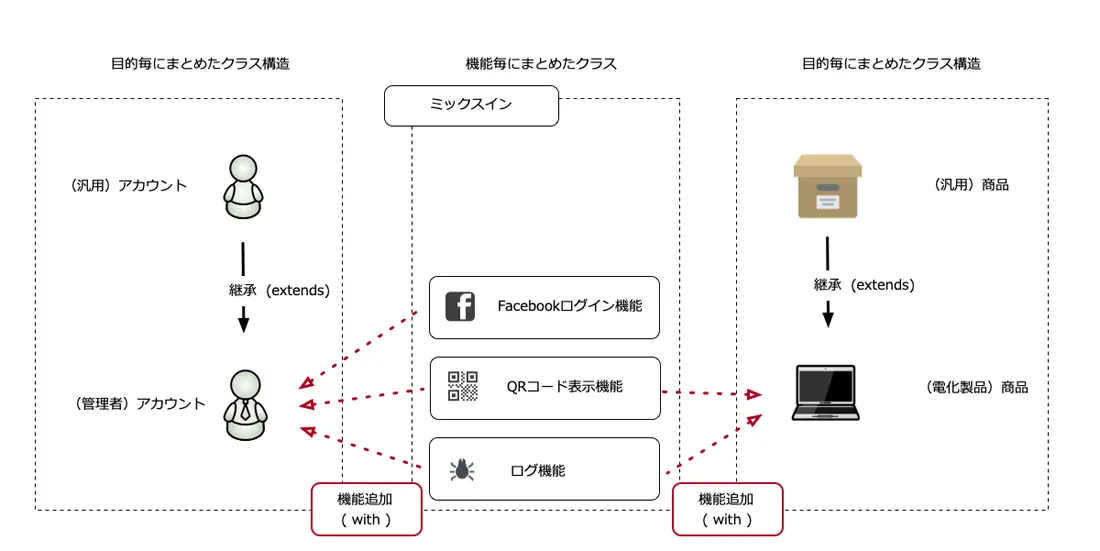 目的毎にまとめたクラス構造
機能毎にまとめたクラス
目的毎にまとめたクラス構造
ミックスイン
（汎用）アカウント
（汎用）商品
継承 (extends)
継承 (extends)
Facebookログイン機能
（管理者）アカウント
QRコード表示機能
（電化製品）商品
ログ機能
機能追加
( with )
機能追加
( with )